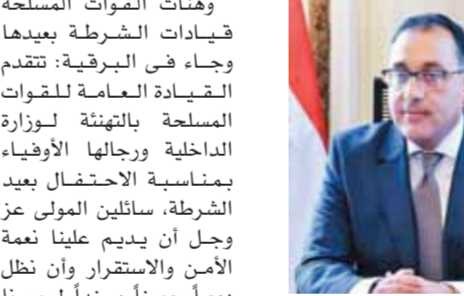 وهنأت القوات المسلحة
قيادات الشرطة بعيدها
وجاء فى البرقية: تتقدم
القيادة العامة للقوات
المسلحة بالتهنئة لوزارة
الداخلية ورجالها الأوفياء
بمناسبة الاحتفال بعيد
الشرطة، سائلين المولى عز
وجل أن يديم علينا نعمة
الأمن والاستقرار وأن نظل